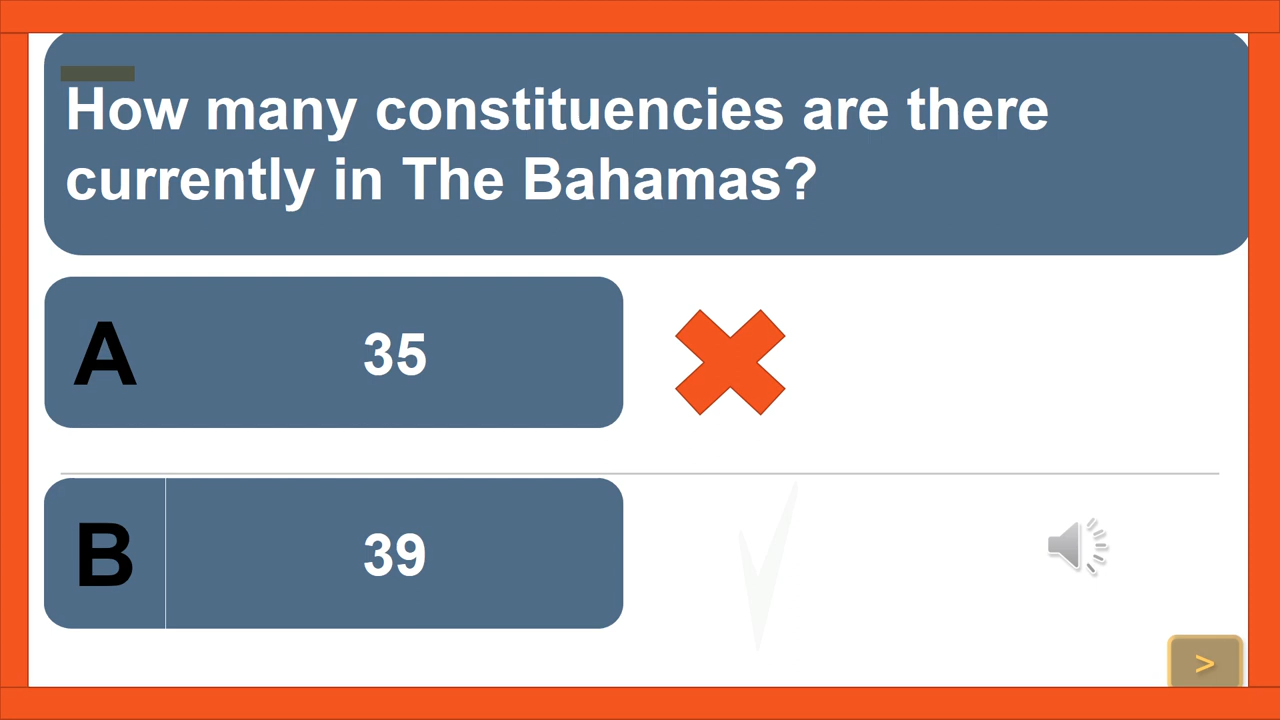 How many constituencies are there
currently in The Bahamas?
A 35
B 39
>